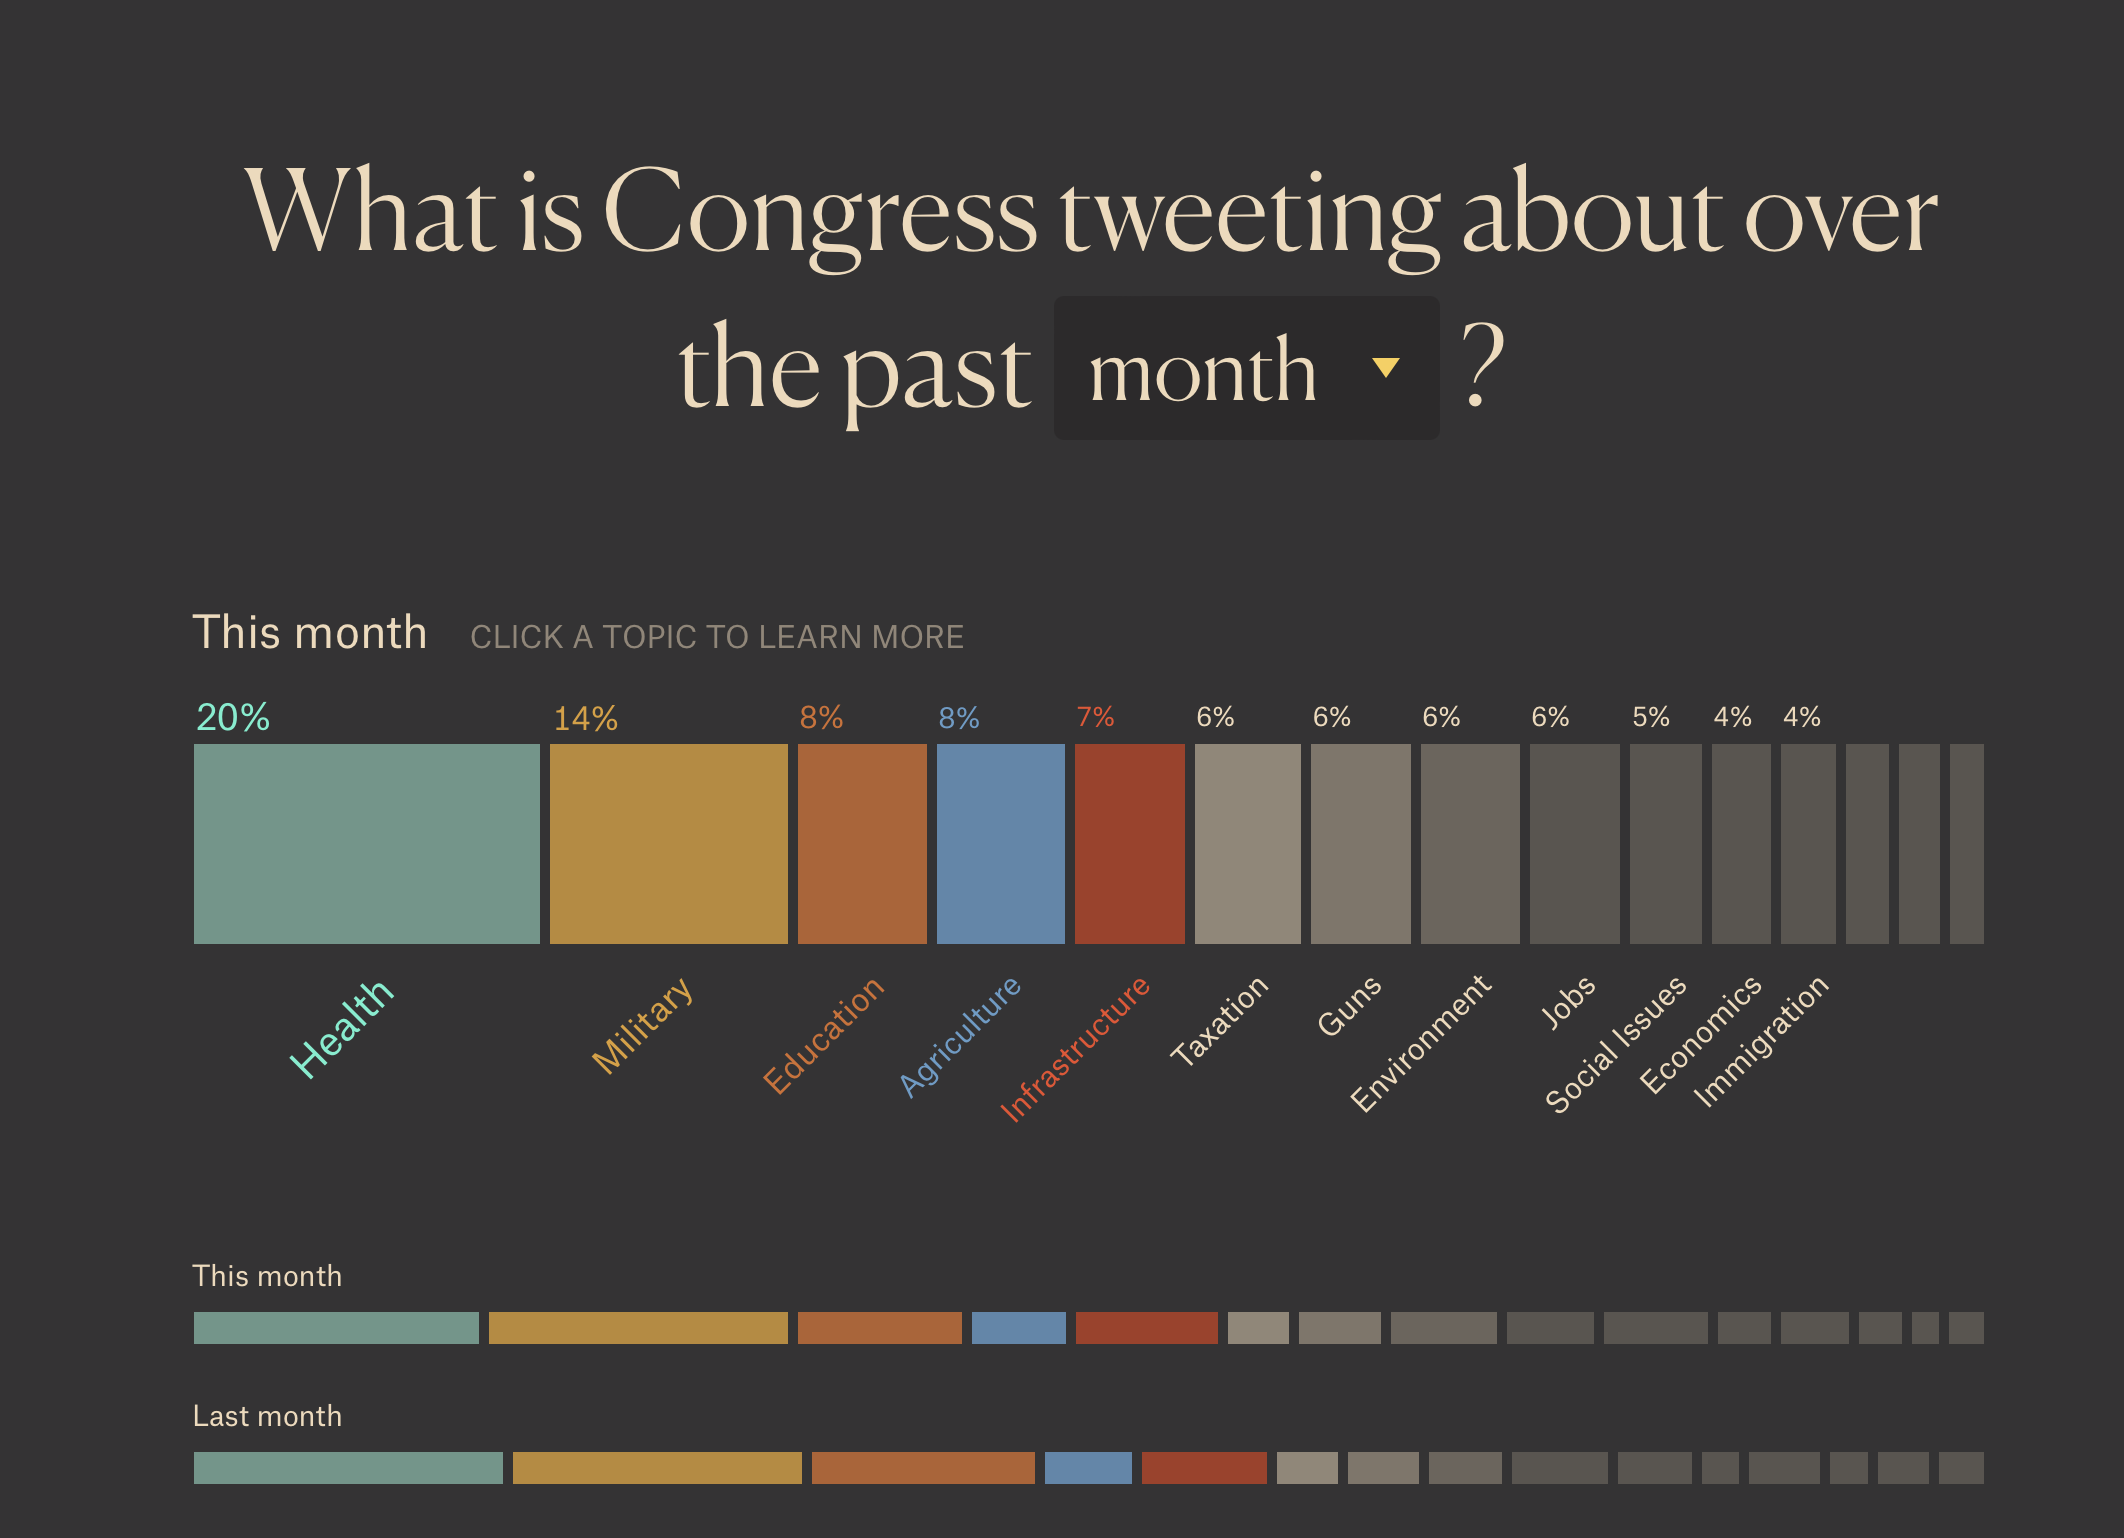 What is Congress tweeting about over
the past month ?
This month CLICK A TOPIC TO LEARN MORE
20% 14% 8% 8% 7% 6% 6% 6% 6% 5% 4% 4%
Health Military Education Agriculture Infrastructure Taxation Guns Environment Jobs Social Issues Economics Immigration
This month
Last month